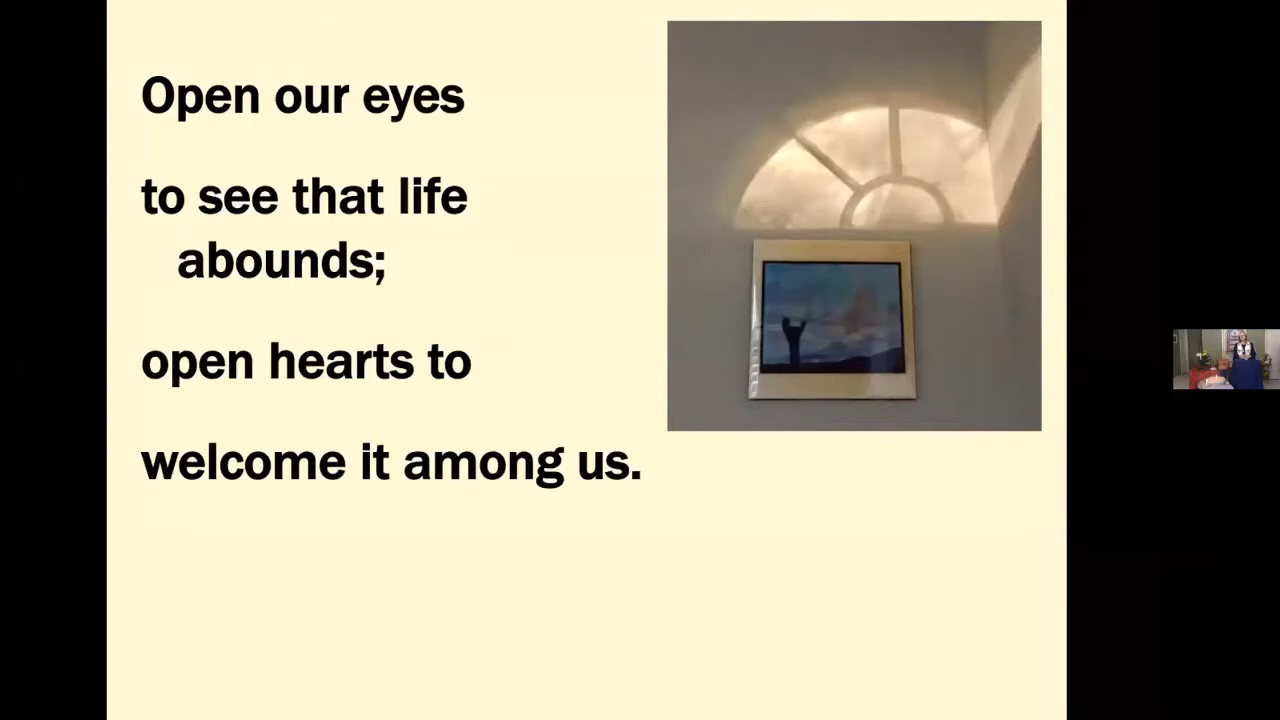 Open our eyes
to see that life
abounds;
open hearts to
welcome it among us.